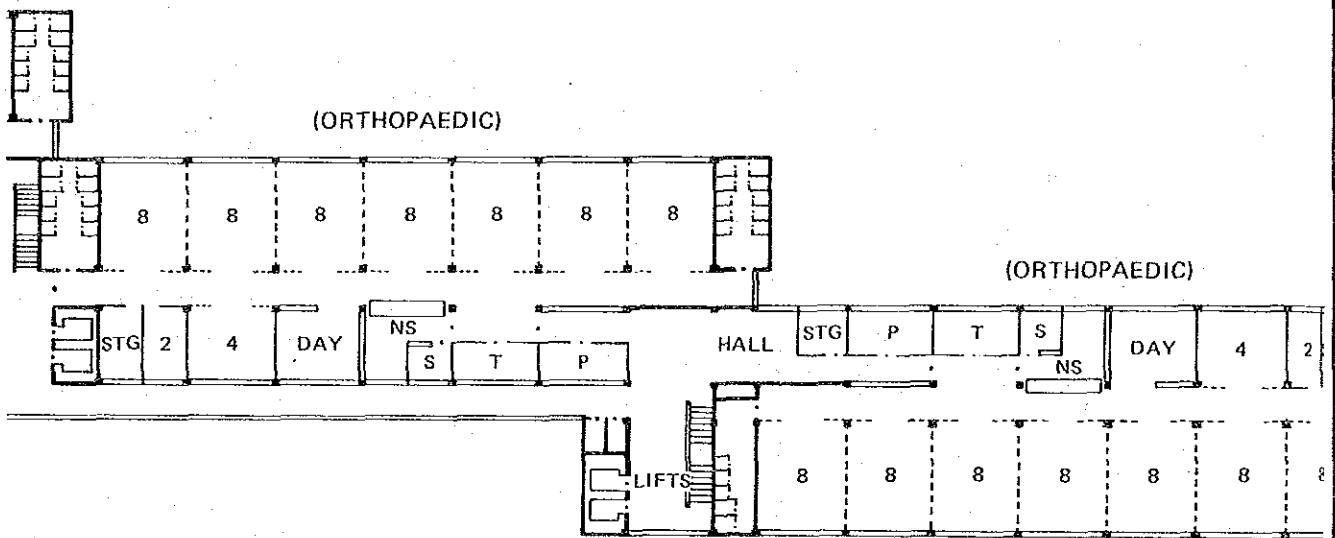 (ORTHOPAEDIC)
8 8 8 8 8 8 8
(ORTHOPAEDIC)
STG 2 4 DAY NS S T P
HALL STG P T S NS DAY 4 2
LIFTS
8 8 8 8 8 8 8